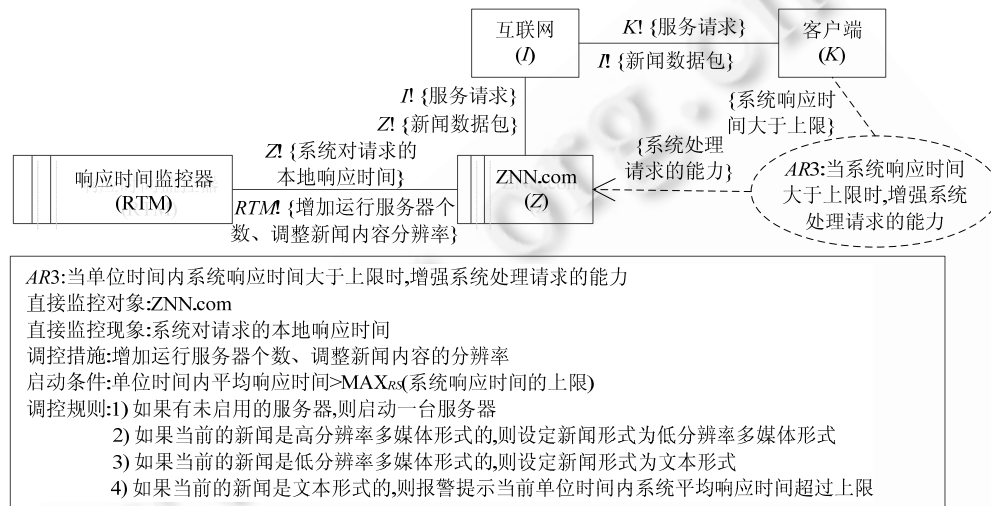 互联网
(I)
K! {服务请求}
I! {新闻数据包}
客户端
(K)
I! {服务请求}
Z! {新闻数据包}
{系统响应时
间大于上限}
响应时间监控器
(RTM)
Z! {系统对请求的
本地响应时间}
RTM! {增加运行服务器个
数、调整新闻内容分辨率}
ZNN.com
(Z)
{系统处理
请求的能力}
AR3:当系统响应时间
大于上限时,增强系统
处理请求的能力
AR3:当单位时间内系统响应时间大于上限时,增强系统处理请求的能力
直接监控对象:ZNN.com
直接监控现象:系统对请求的本地响应时间
调控措施:增加运行服务器个数、调整新闻内容的分辨率
启动条件:单位时间内平均响应时间>MAXRS(系统响应时间的上限)
调控规则:1) 如果有未启用的服务器,则启动一台服务器
2) 如果当前的新闻是高分辨率多媒体形式的,则设定新闻形式为低分辨率多媒体形式
3) 如果当前的新闻是低分辨率多媒体形式的,则设定新闻形式为文本形式
4) 如果当前的新闻是文本形式的,则报警提示当前单位时间内系统平均响应时间超过上限